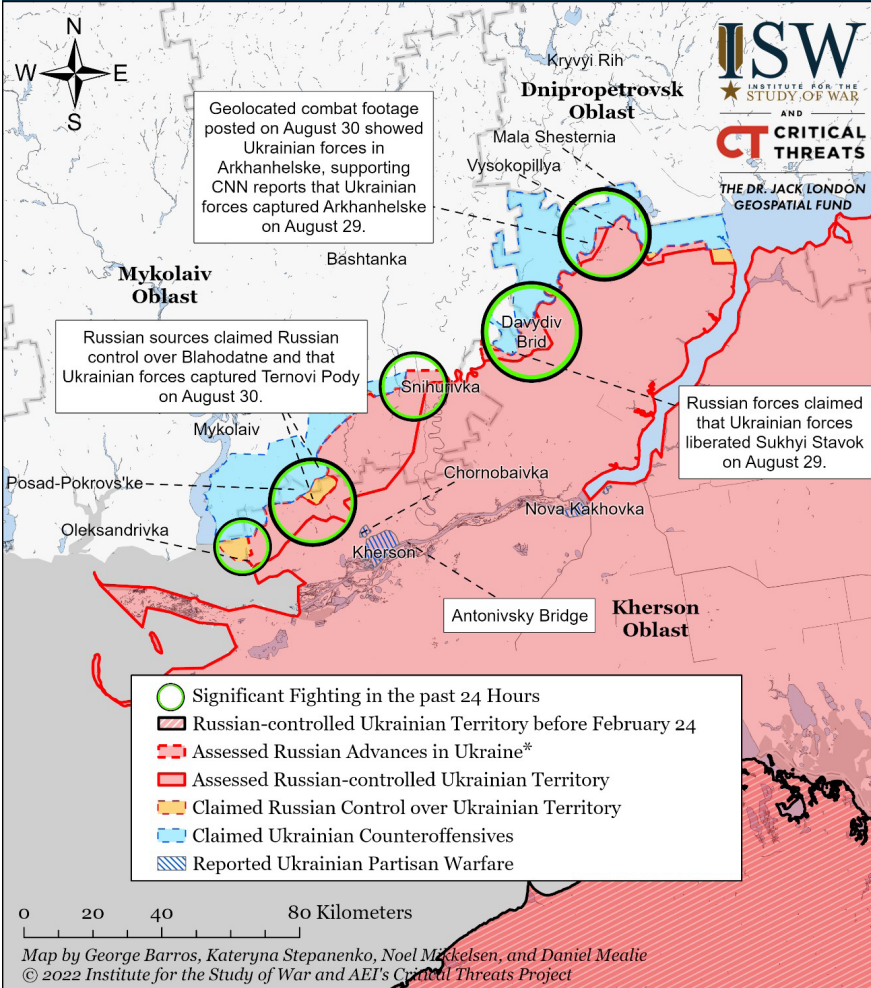 N
W E
S
ISW
INSTITUTE FOR THE
STUDY OF WAR
AND
CT CRITICAL
THREATS
THE DR. JACK LONDON
GEOSPATIAL FUND
Kryvyi Rih
Dnipropetrovsk
Oblast
Mala Shesternia
Vysokopillya
Geolocated combat footage
posted on August 30 showed
Ukrainian forces in
Arkhanhelske, supporting
CNN reports that Ukrainian
forces captured Arkhanhelske
on August 29.
Bashtanka
Mykolaiv
Oblast
Russian sources claimed Russian
control over Blahodatne and that
Ukrainian forces captured Ternovi Pody
on August 30.
Davydiv
Brid
Snihurivka
Russian forces claimed
that Ukrainian forces
liberated Sukhyi Stavok
on August 29.
Mykolaiv
Posad-Pokrovs'ke
Chornobaivka
Nova Kakhovka
Oleksandrivka
Kherson
Antonivsky Bridge
Kherson
Oblast
Significant Fighting in the past 24 Hours
Russian-controlled Ukrainian Territory before February 24
Assessed Russian Advances in Ukraine*
Assessed Russian-controlled Ukrainian Territory
Claimed Russian Control over Ukrainian Territory
Claimed Ukrainian Counteroffensives
Reported Ukrainian Partisan Warfare
0 20 40 80 Kilometers
Map by George Barros, Kateryna Stepanenko, Noel Mikkelsen, and Daniel Mealie
© 2022 Institute for the Study of War and AEI's Critical Threats Project